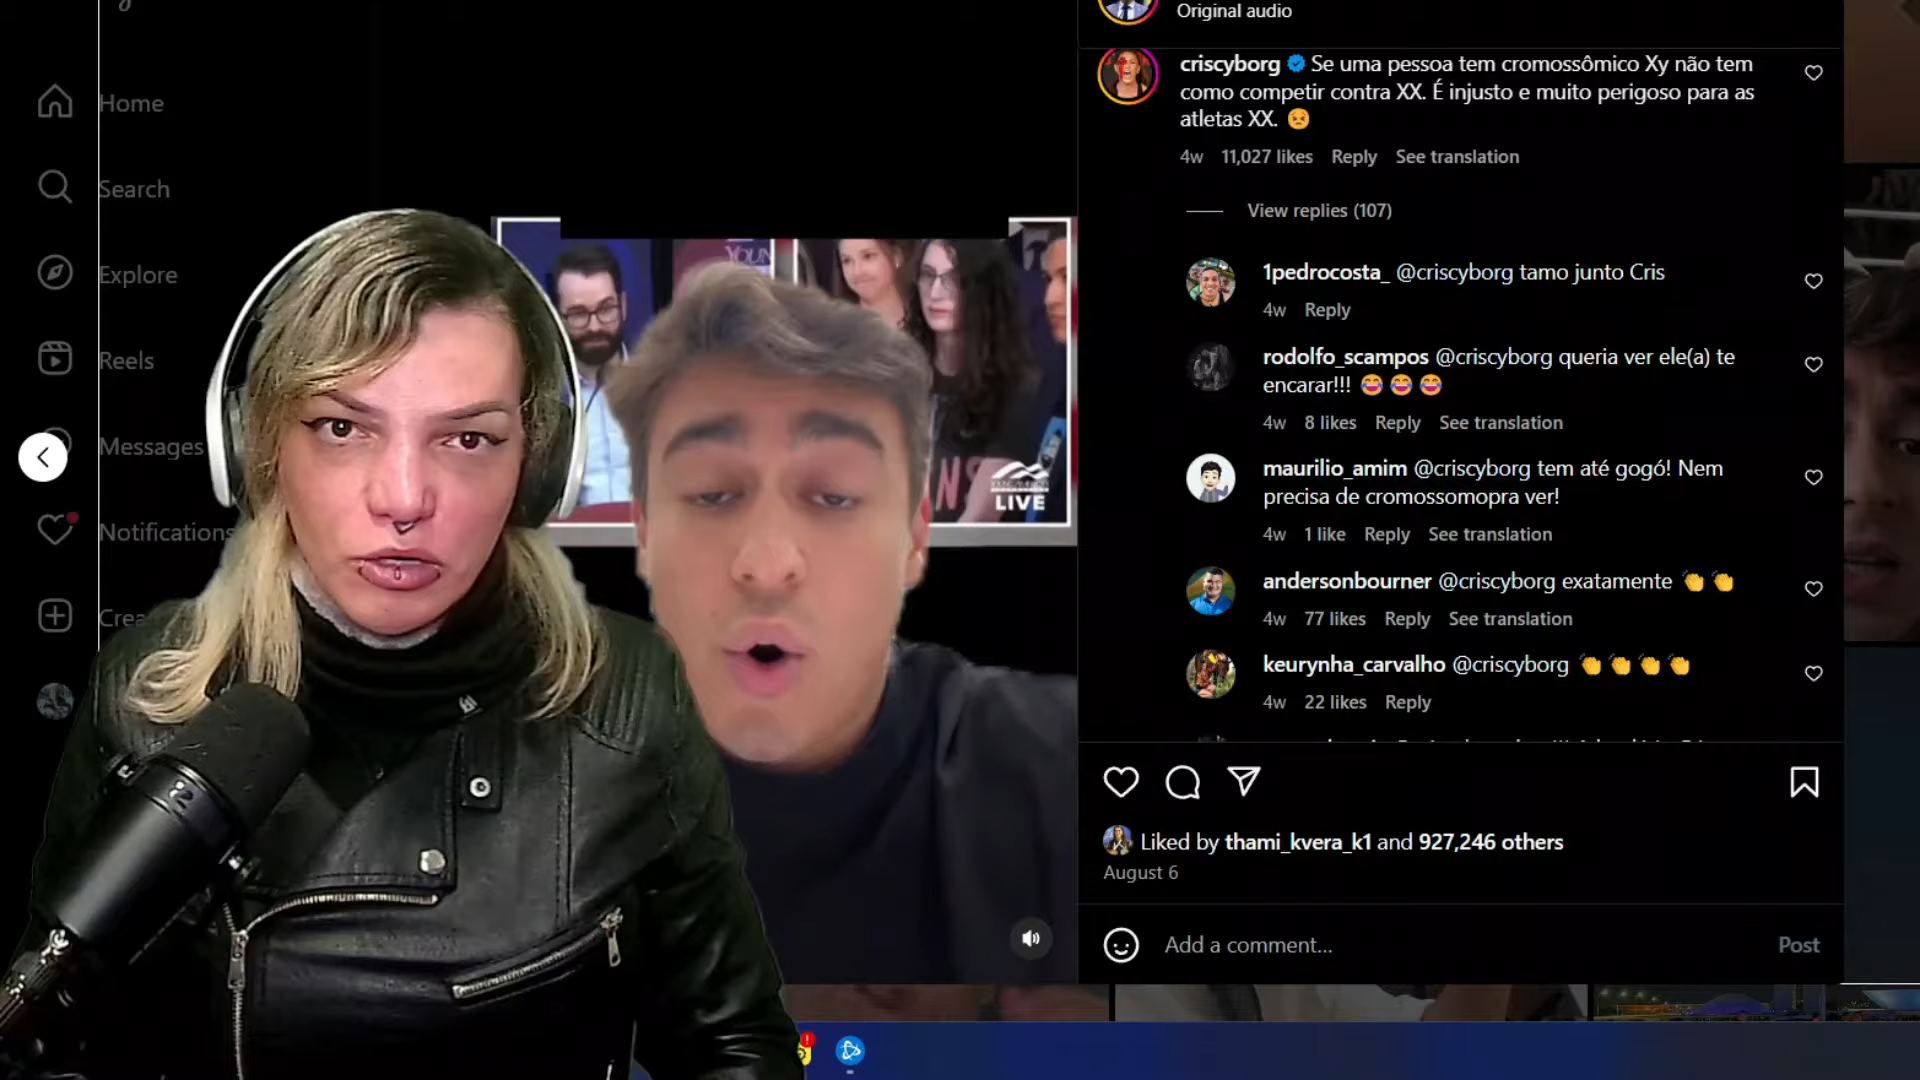 Home
Search
Explore
Reels
Messages
Notifications
YOUN
NS
LIVE
Original audio
criscyborg Se uma pessoa tem cromossômico Xy não tem
como competir contra XX. É injusto e muito perigoso para as
atletas XX. 😣
4w 11,027 likes Reply See translation
View replies (107)
1pedrocosta_ @criscyborg tamo junto Cris
4w Reply
rodolfo_scampos @criscyborg queria ver ele(a) te
encarar!!! 😂😂😂
4w 8 likes Reply See translation
maurilio_amim @criscyborg tem até gogó! Nem
precisa de cromossomopra ver!
4w 1 like Reply See translation
andersonbourner @criscyborg exatamente 👏👏
4w 77 likes Reply See translation
keurynha_carvalho @criscyborg 👏👏👏👏
4w 22 likes Reply
Liked by thami_kvera_k1 and 927,246 others
August 6
Add a comment...
Post